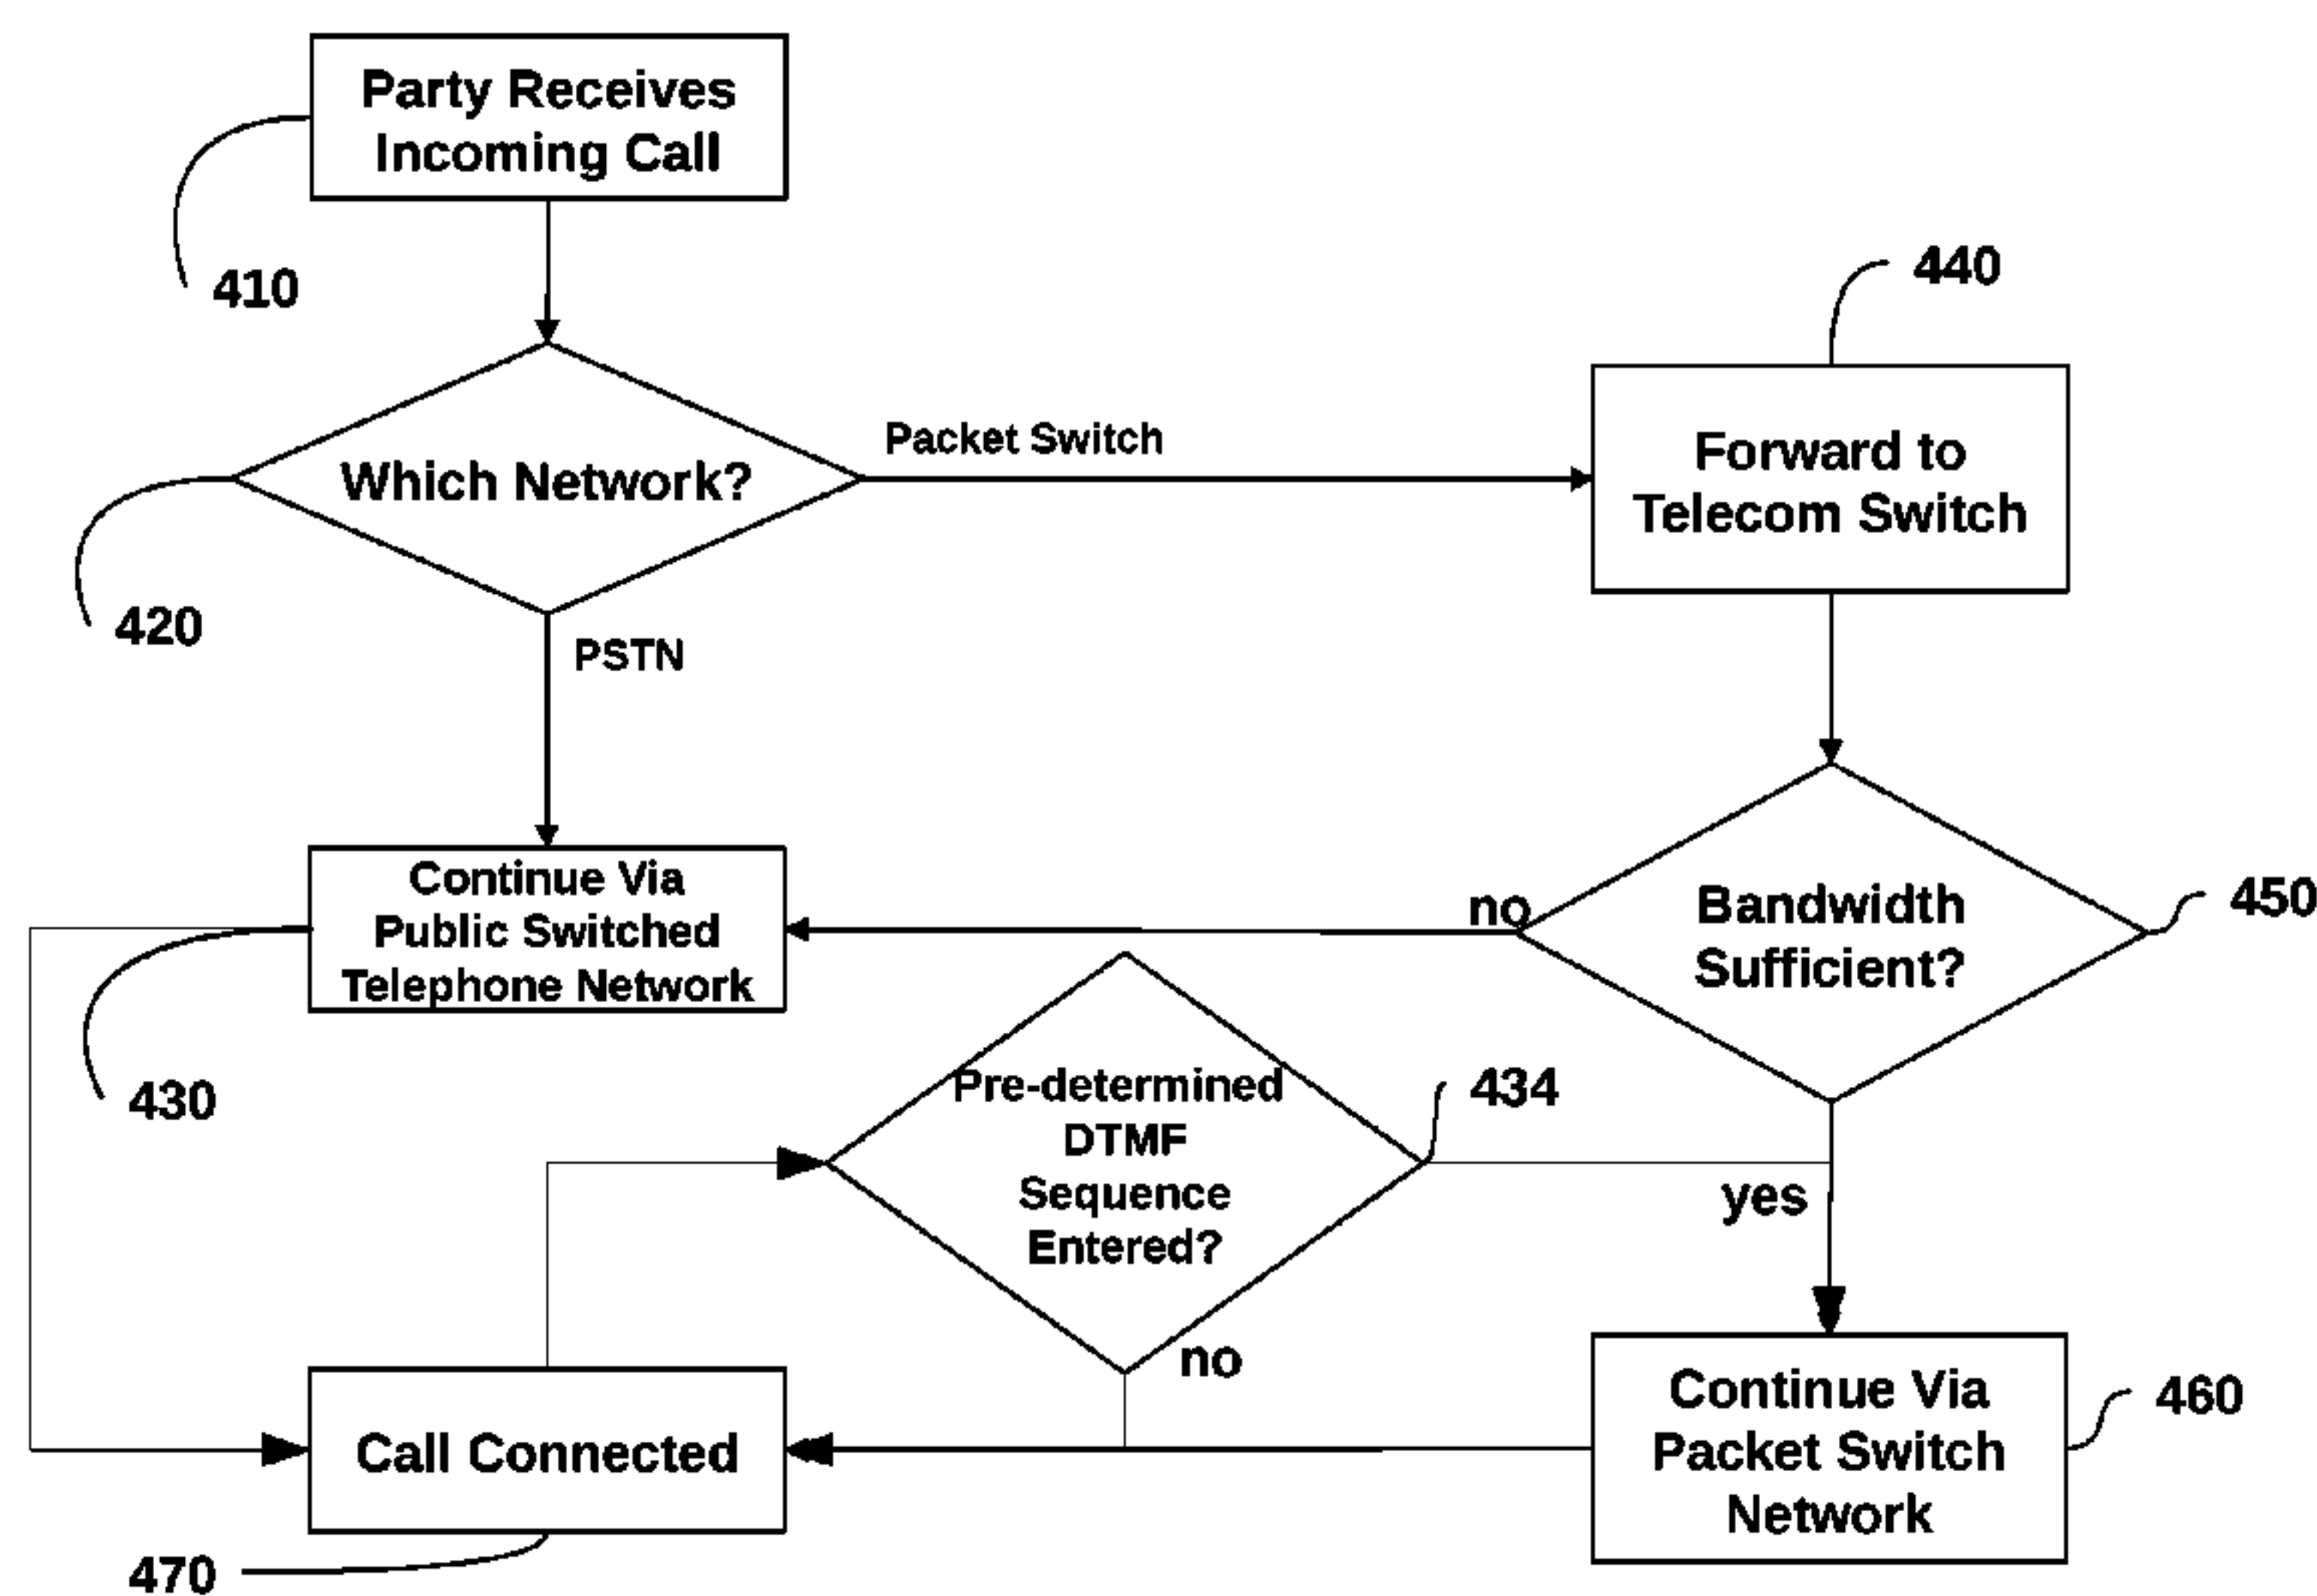 Party Receives
Incoming Call
410
440
Packet Switch
Forward to
Telecom Switch
Which Network?
420
PSTN
Continue Via
Public Switched
Telephone Network
no
Bandwidth
Sufficient?
450
430
Pre-determined
DTMF
Sequence
Entered?
434
yes
no
Call Connected
Continue Via
Packet Switch
Network
460
470